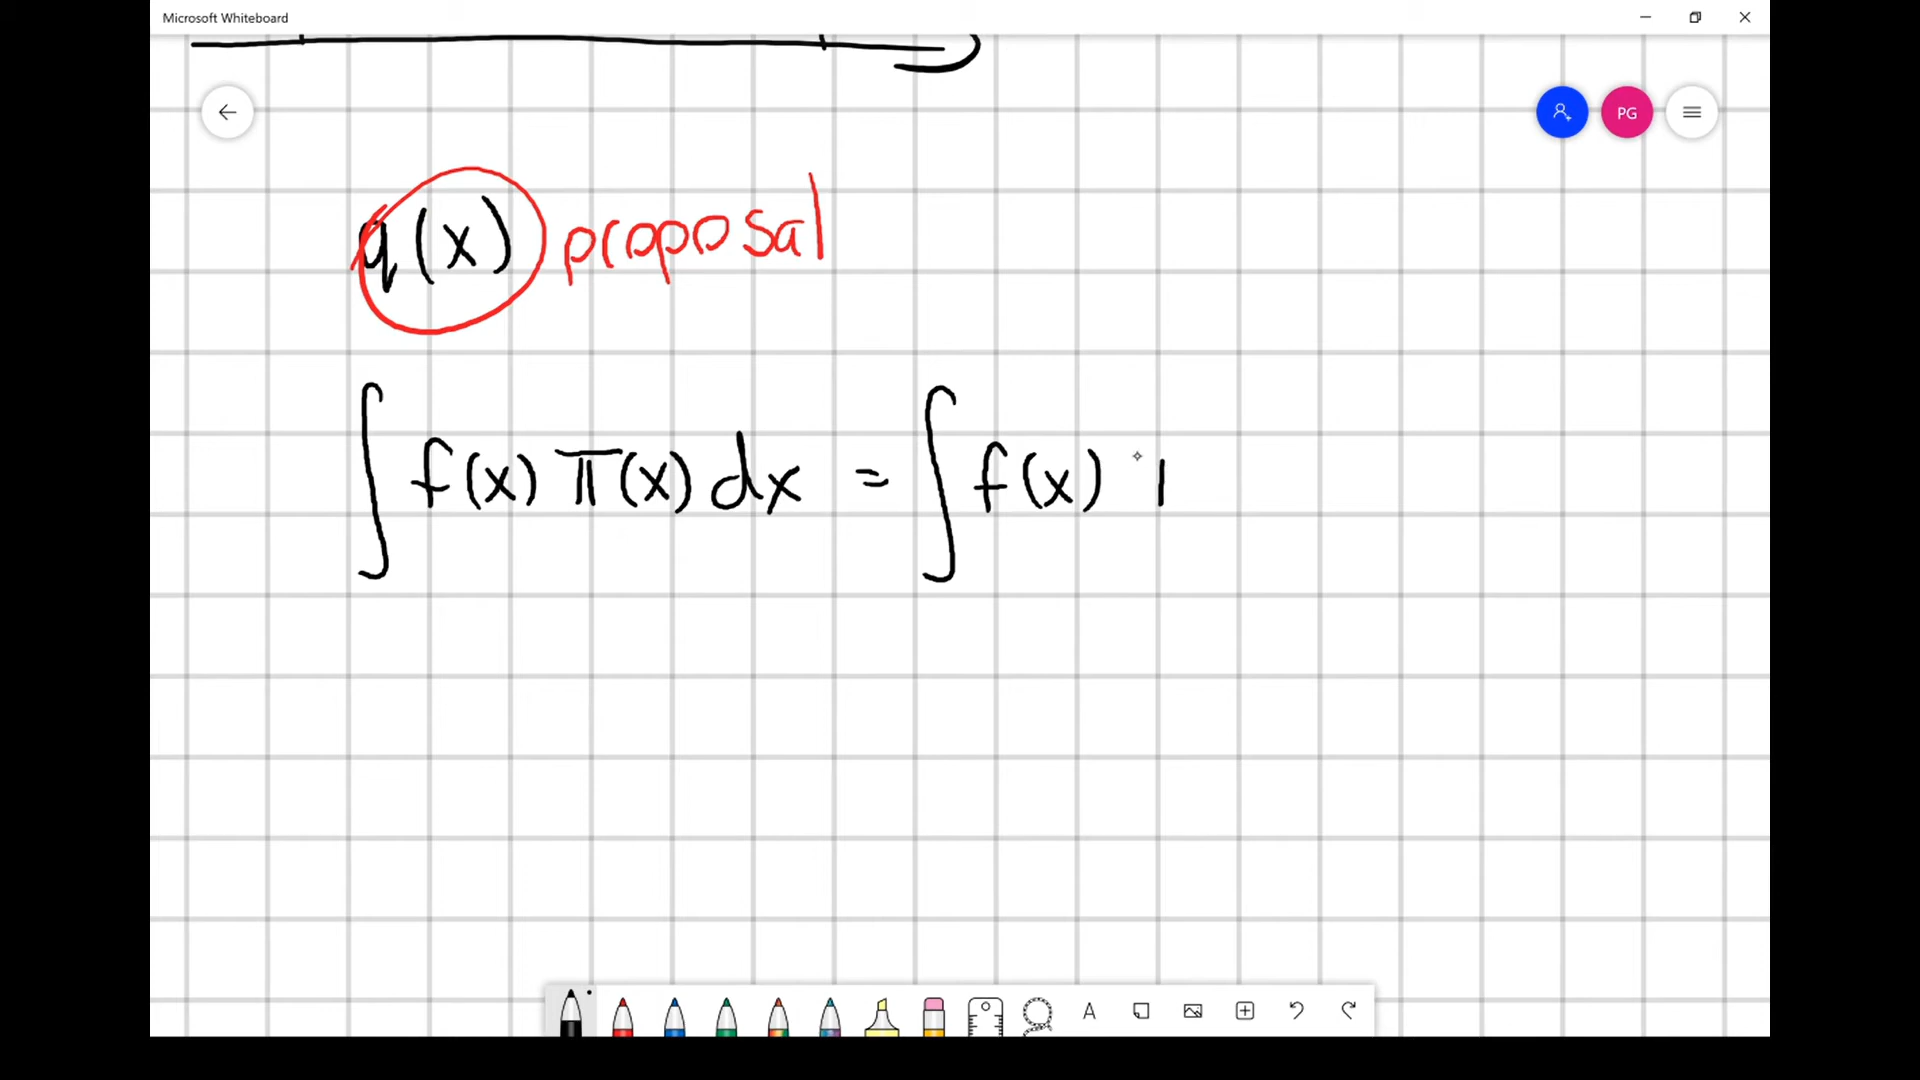 Microsoft Whiteboard
PG
q(x) proposal
∫ f(x) π(x) dx = ∫ f(x) I
A